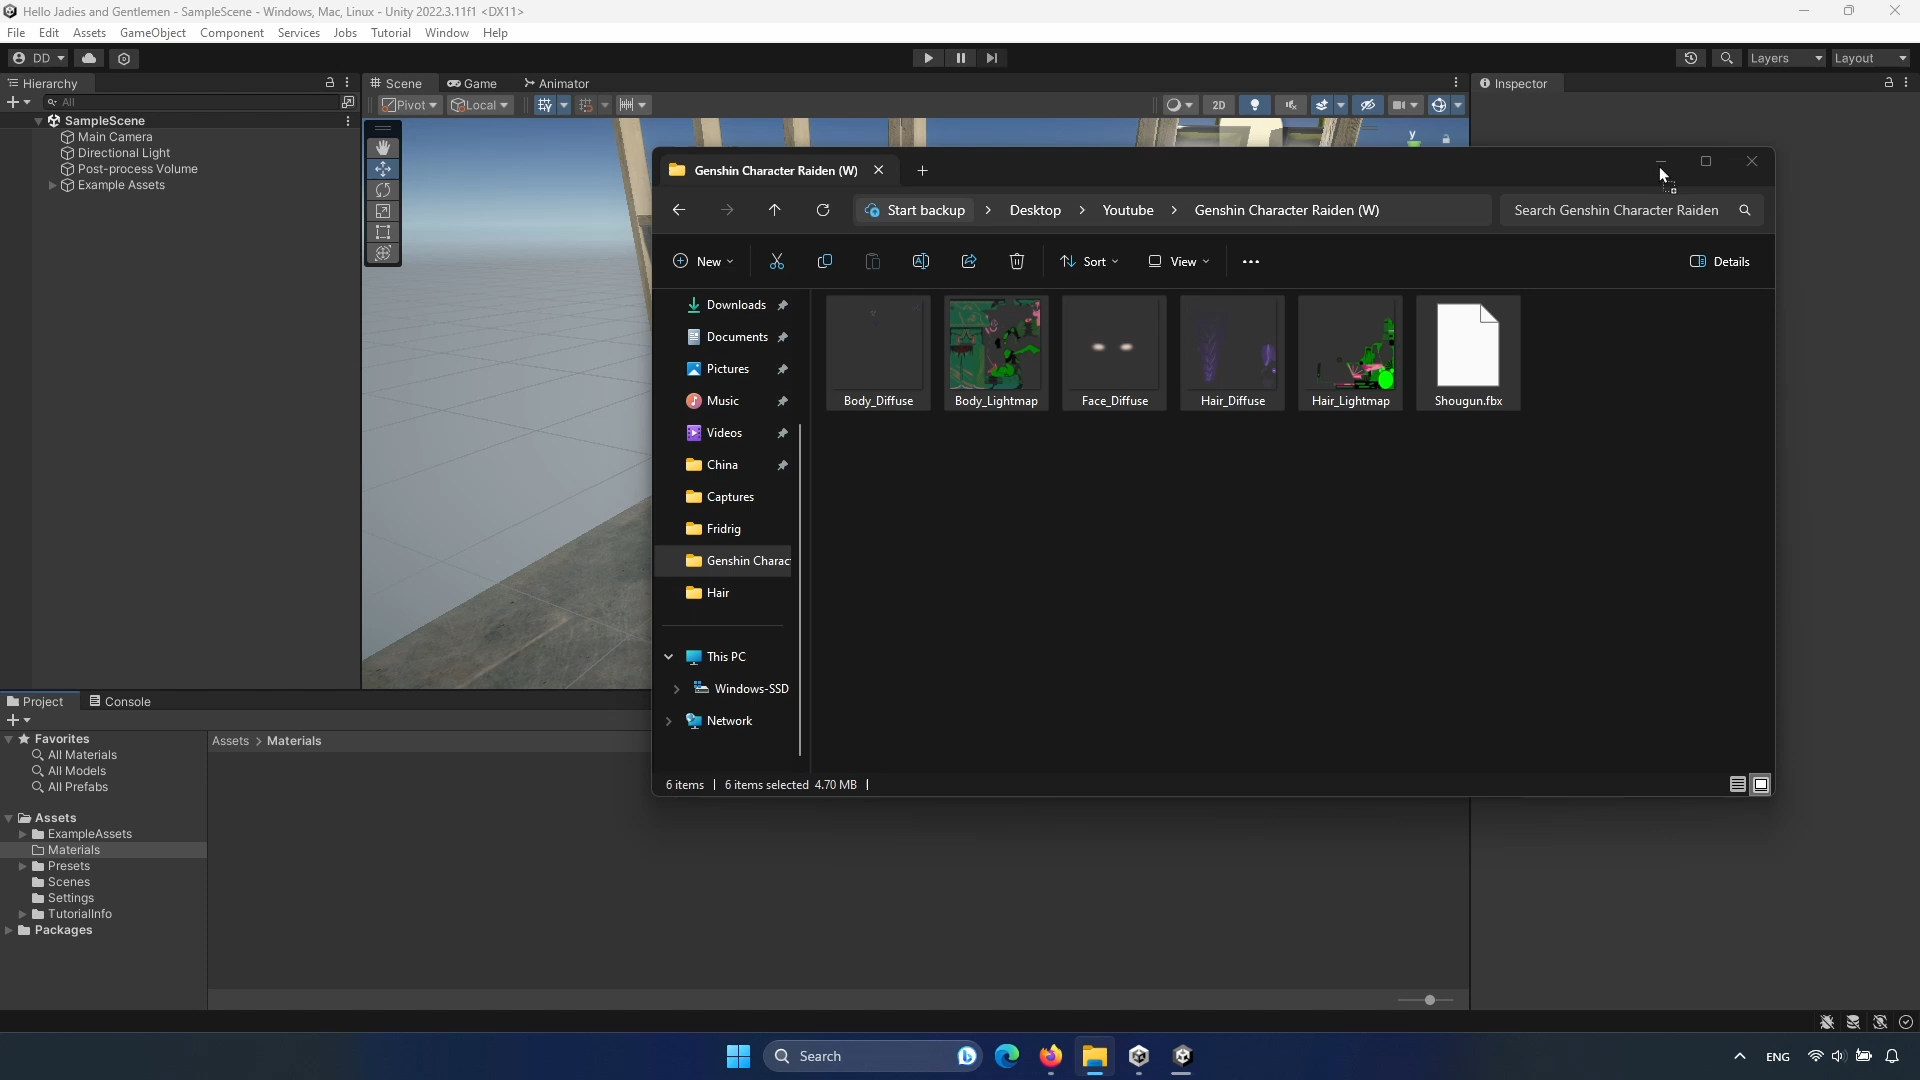 Hello Jadies and Gentlemen - SampleScene - Windows, Mac, Linux - Unity 2022.3.11f1 <DX11>
File Edit Assets GameObject Component Services Jobs Tutorial Window Help
DD Layers Layout
Hierarchy Scene Game Animator Inspector
All Pivot Local 2D
SampleScene
Main Camera
Directional Light
Post-process Volume
Example Assets
y
Genshin Character Raiden (W)
Start backup > Desktop > Youtube > Genshin Character Raiden (W) Search Genshin Character Raiden
New Sort View Details
Downloads
Documents
Pictures
Music
Videos
China
Captures
Fridrig
Genshin Charac
Hair
This PC
Windows-SSD
Network
Body_Diffuse Body_Lightmap Face_Diffuse Hair_Diffuse Hair_Lightmap Shougun.fbx
6 items 6 items selected 4.70 MB
Project Console
Favorites
All Materials
All Models
All Prefabs
Assets
ExampleAssets
Materials
Presets
Scenes
Settings
TutorialInfo
Packages
Assets > Materials
Search ENG